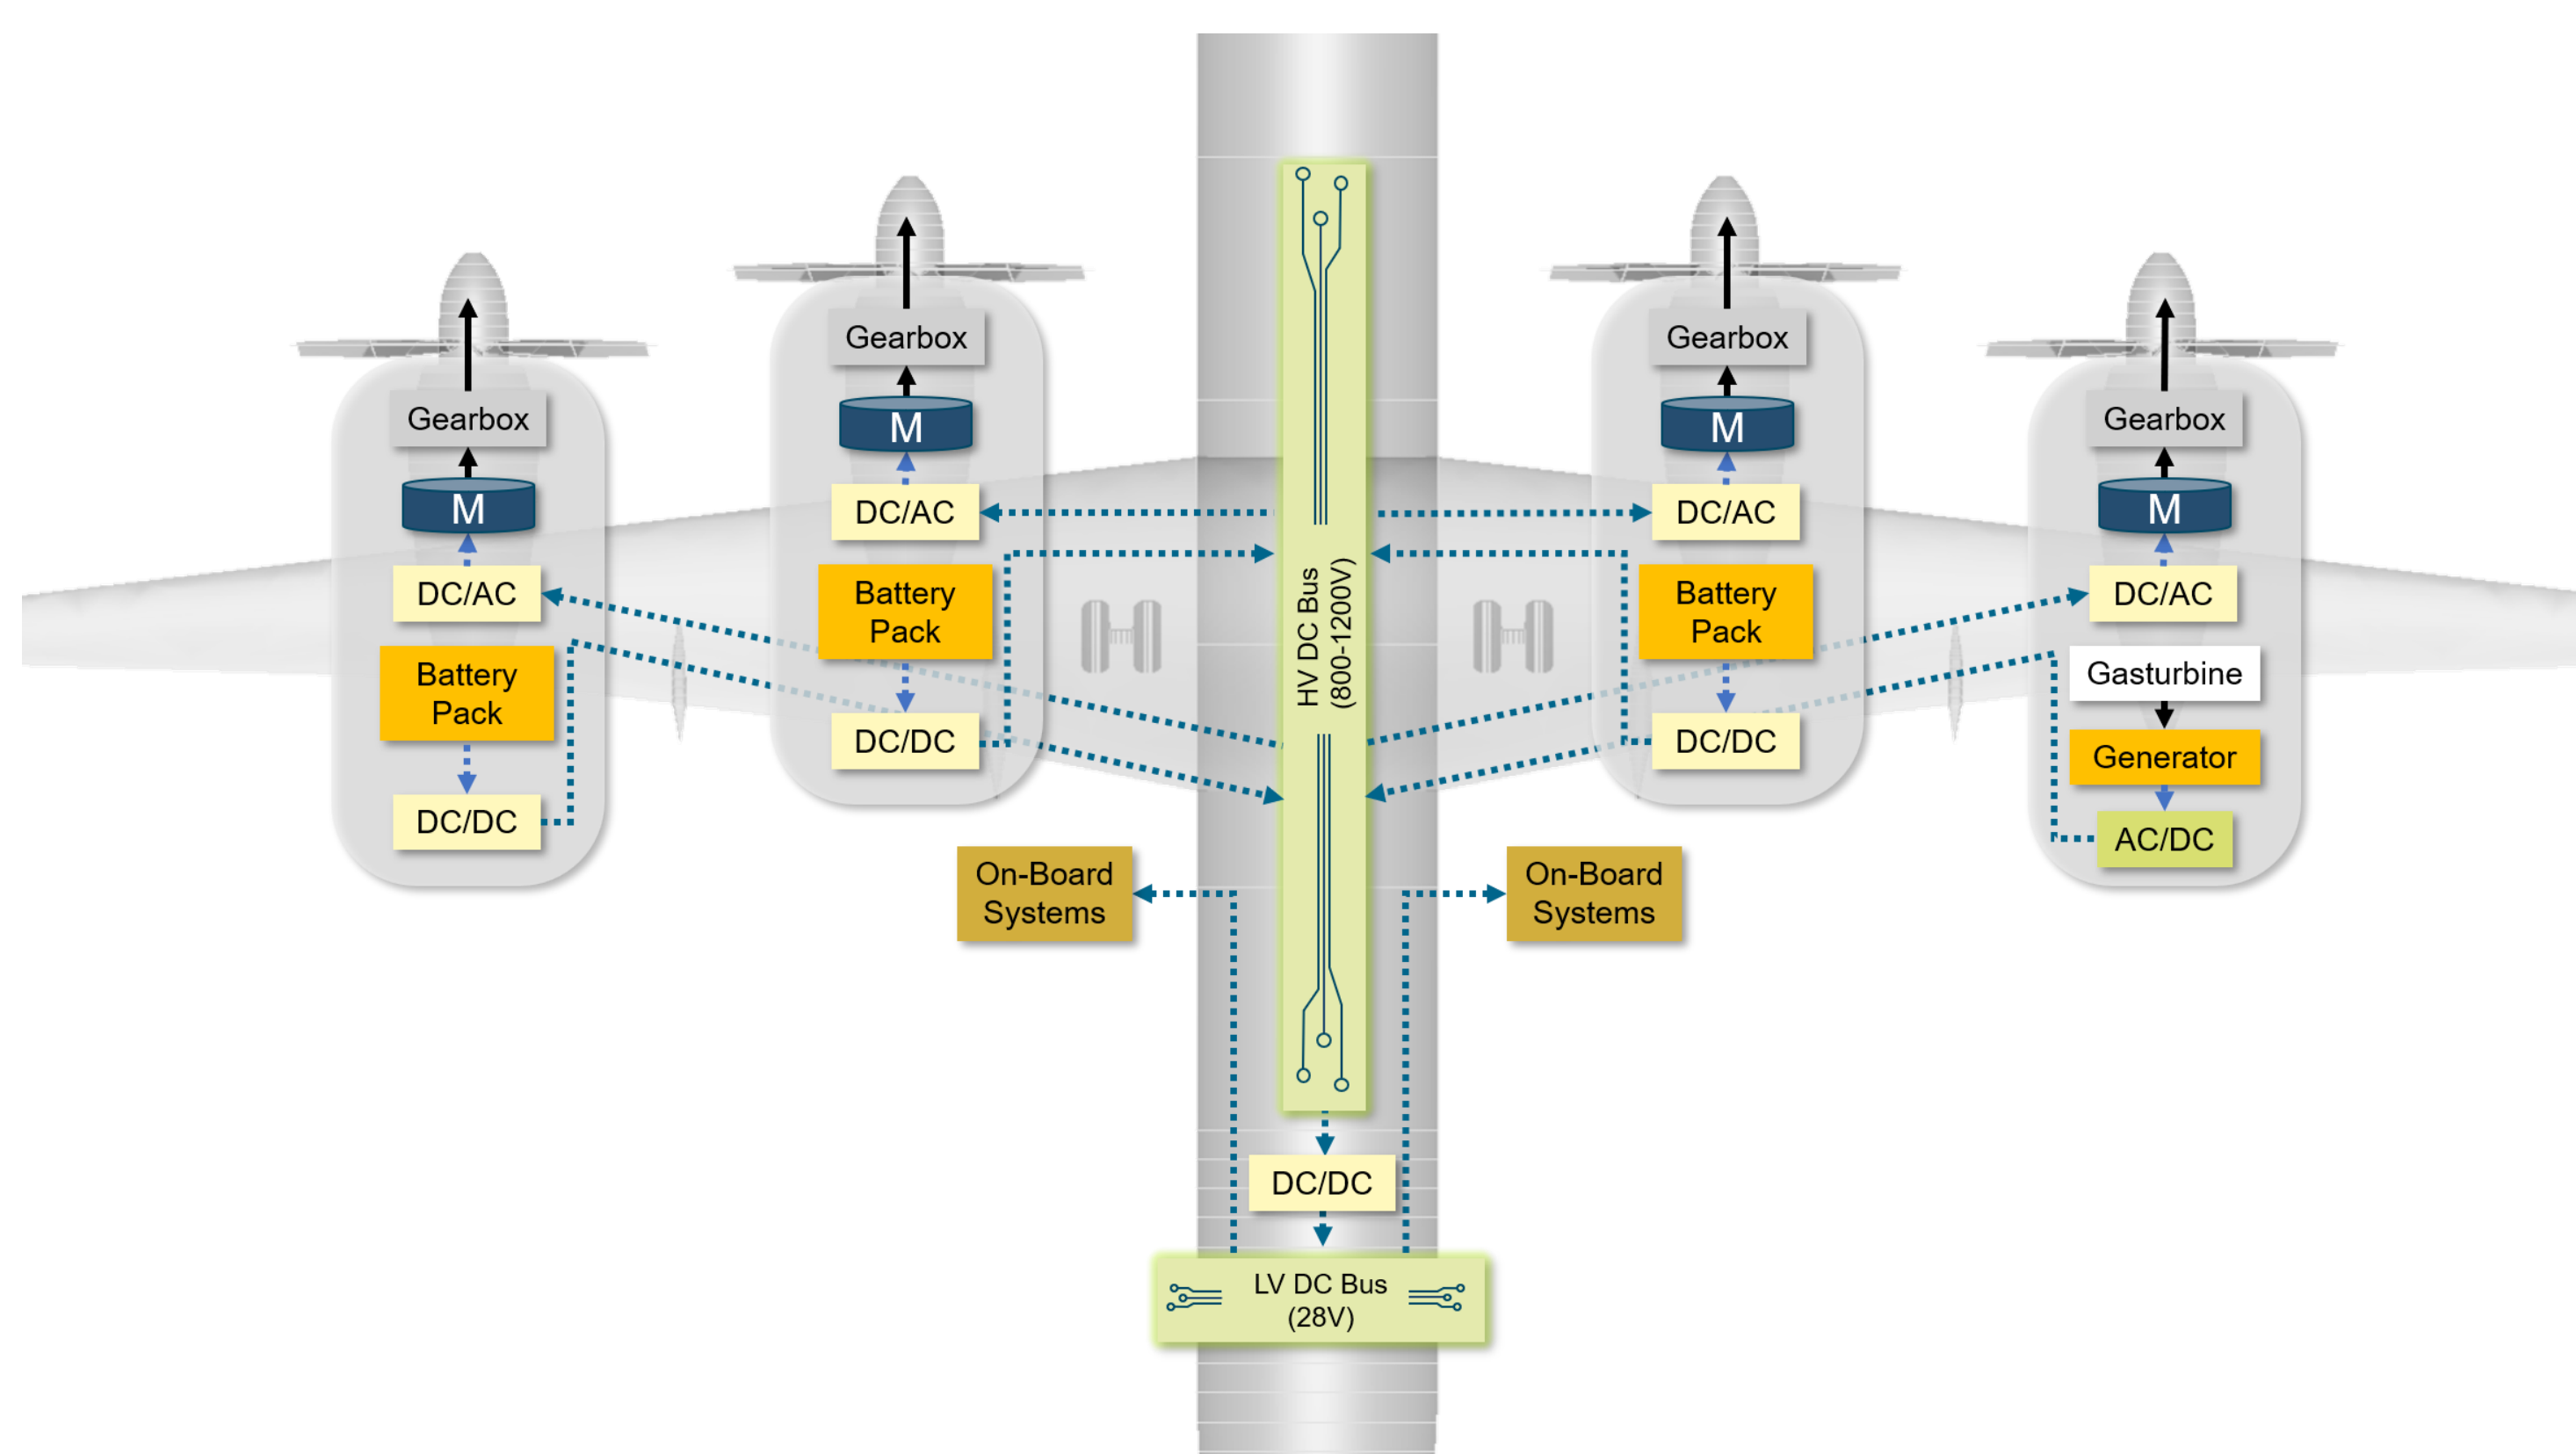 Gearbox
M
DC/AC
Battery
Pack
DC/DC
Gearbox
M
DC/AC
Battery
Pack
DC/DC
HV DC Bus
(800-1200V)
Gearbox
M
DC/AC
Battery
Pack
DC/DC
Gearbox
M
DC/AC
Gasturbine
Generator
AC/DC
On-Board
Systems
On-Board
Systems
DC/DC
LV DC Bus
(28V)